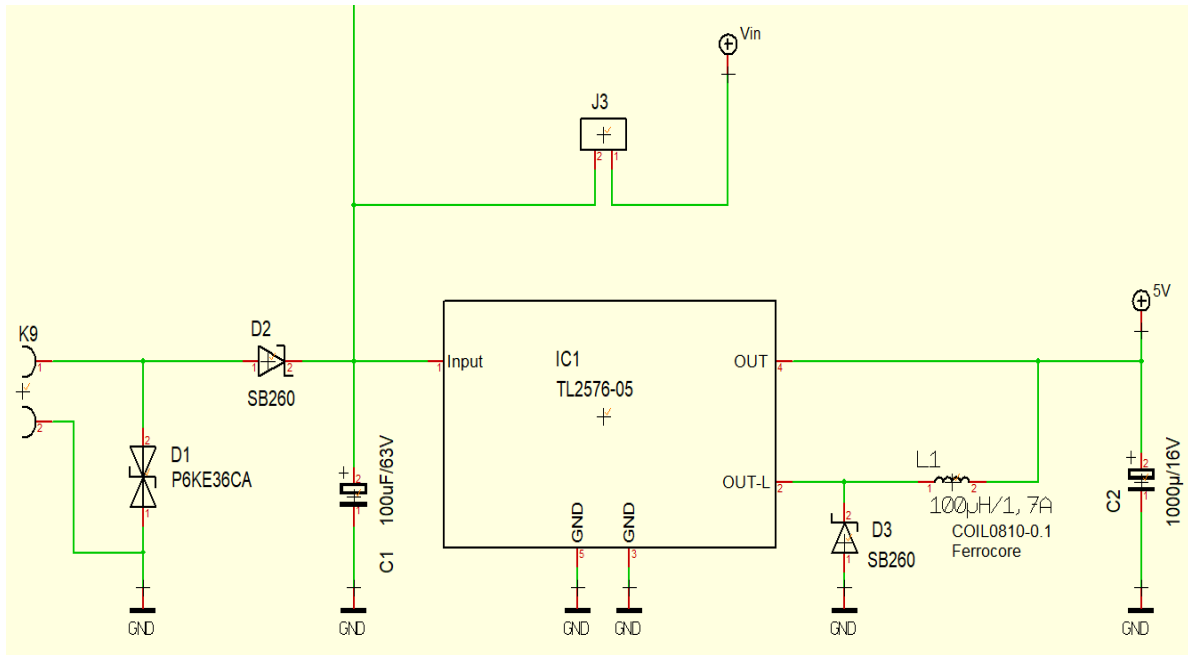 Vin
J3
2 1
5V
K9
1
2
D2
1 2
SB260
1 Input
IC1
TL2576-05
OUT 4
OUT-L 2
GND 5
GND 3
D1
P6KE36CA
2
1
+
2
1
100uF/63V
C1
L1
1 2
100µH/1, 7A
COIL0810-0.1
Ferrocore
2
1
D3
SB260
+
2
1
C2
1000µ/16V
GND
GND
GND
GND
GND
GND